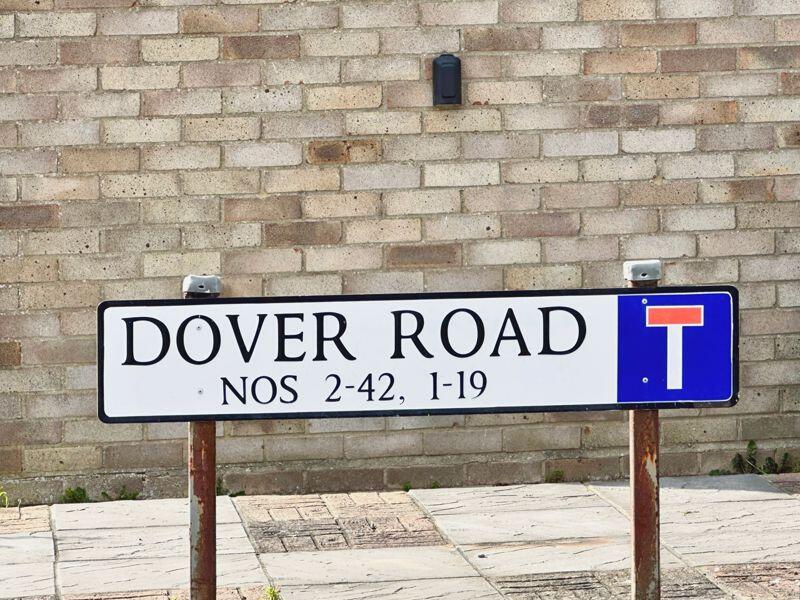 DOVER ROAD
NOS 2-42, 1-19